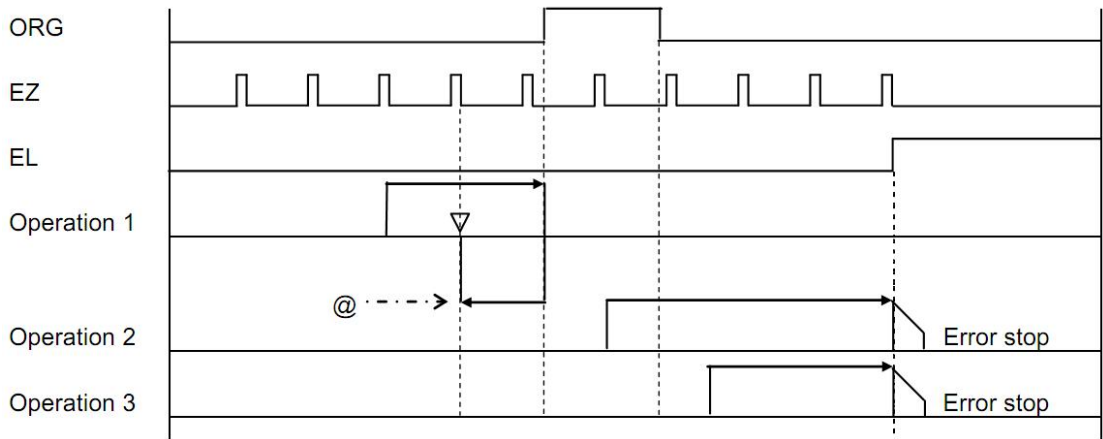 ORG
EZ
EL
Operation 1
@
Operation 2 Error stop
Operation 3 Error stop